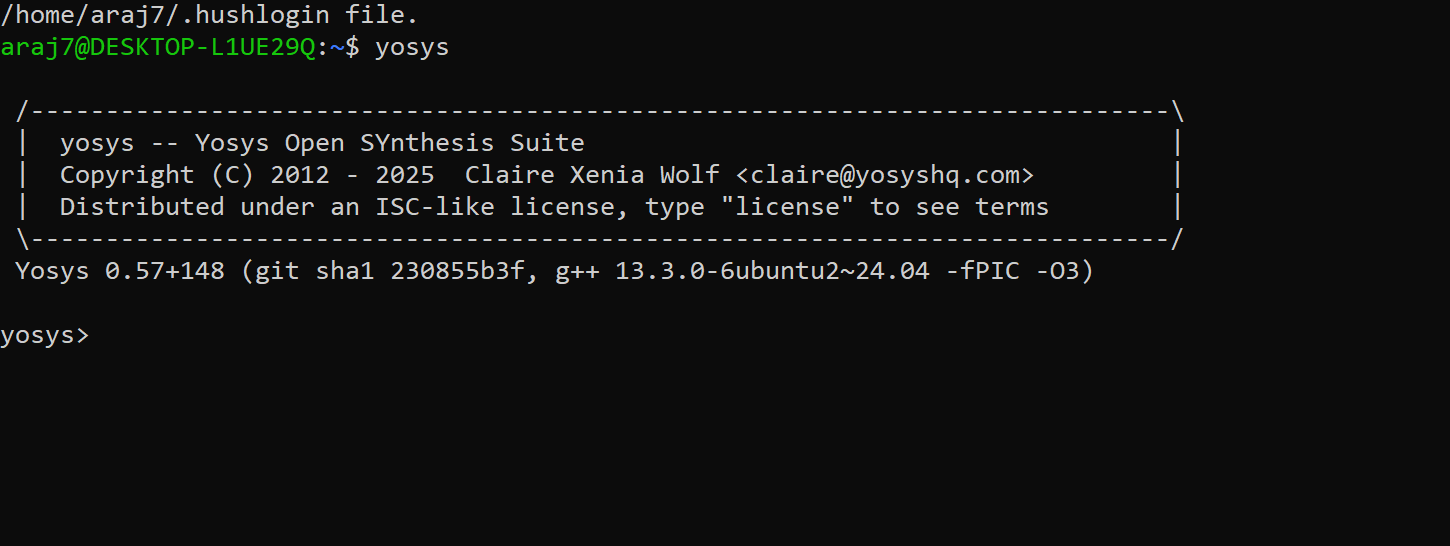 /home/araj7/.hushlogin file.
araj7@DESKTOP-L1UE29Q:~$ yosys
/----------------------------------------------------------------------------\
|  yosys -- Yosys Open SYnthesis Suite                                       |
|  Copyright (C) 2012 - 2025  Claire Xenia Wolf <claire@yosyshq.com>         |
|  Distributed under an ISC-like license, type "license" to see terms        |
\----------------------------------------------------------------------------/
Yosys 0.57+148 (git sha1 230855b3f, g++ 13.3.0-6ubuntu2~24.04 -fPIC -O3)
yosys>